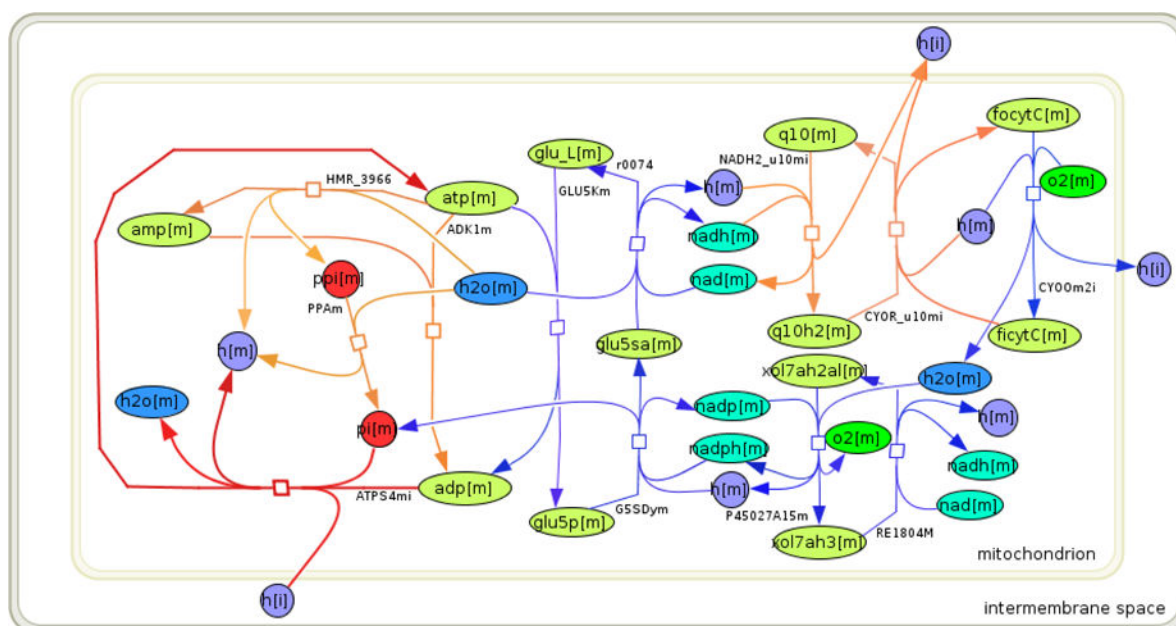 h[i]
focytC[m]
q10[m]
glu_L[m]
r0074
NADH2_u10mi
HMR_3966
GLU5Km
h[m]
o2[m]
atp[m]
amp[m]
ADK1m
nadh[m]
h[m]
h[i]
ppi[m]
h2o[m]
nad[m]
CYOOm2i
PPAm
CYOR_u10mi
q10h2[m]
ficytC[m]
h[m]
glu5sa[m]
xol7ah2al[m]
h2o[m]
h2o[m]
nadp[m]
h[m]
pi[m]
o2[m]
nadph[m]
nadh[m]
ATPS4mi
adp[m]
h[m]
G5SDym
P45027A15m
nad[m]
glu5p[m]
RE1804M
xol7ah3[m]
mitochondrion
h[i]
intermembrane space